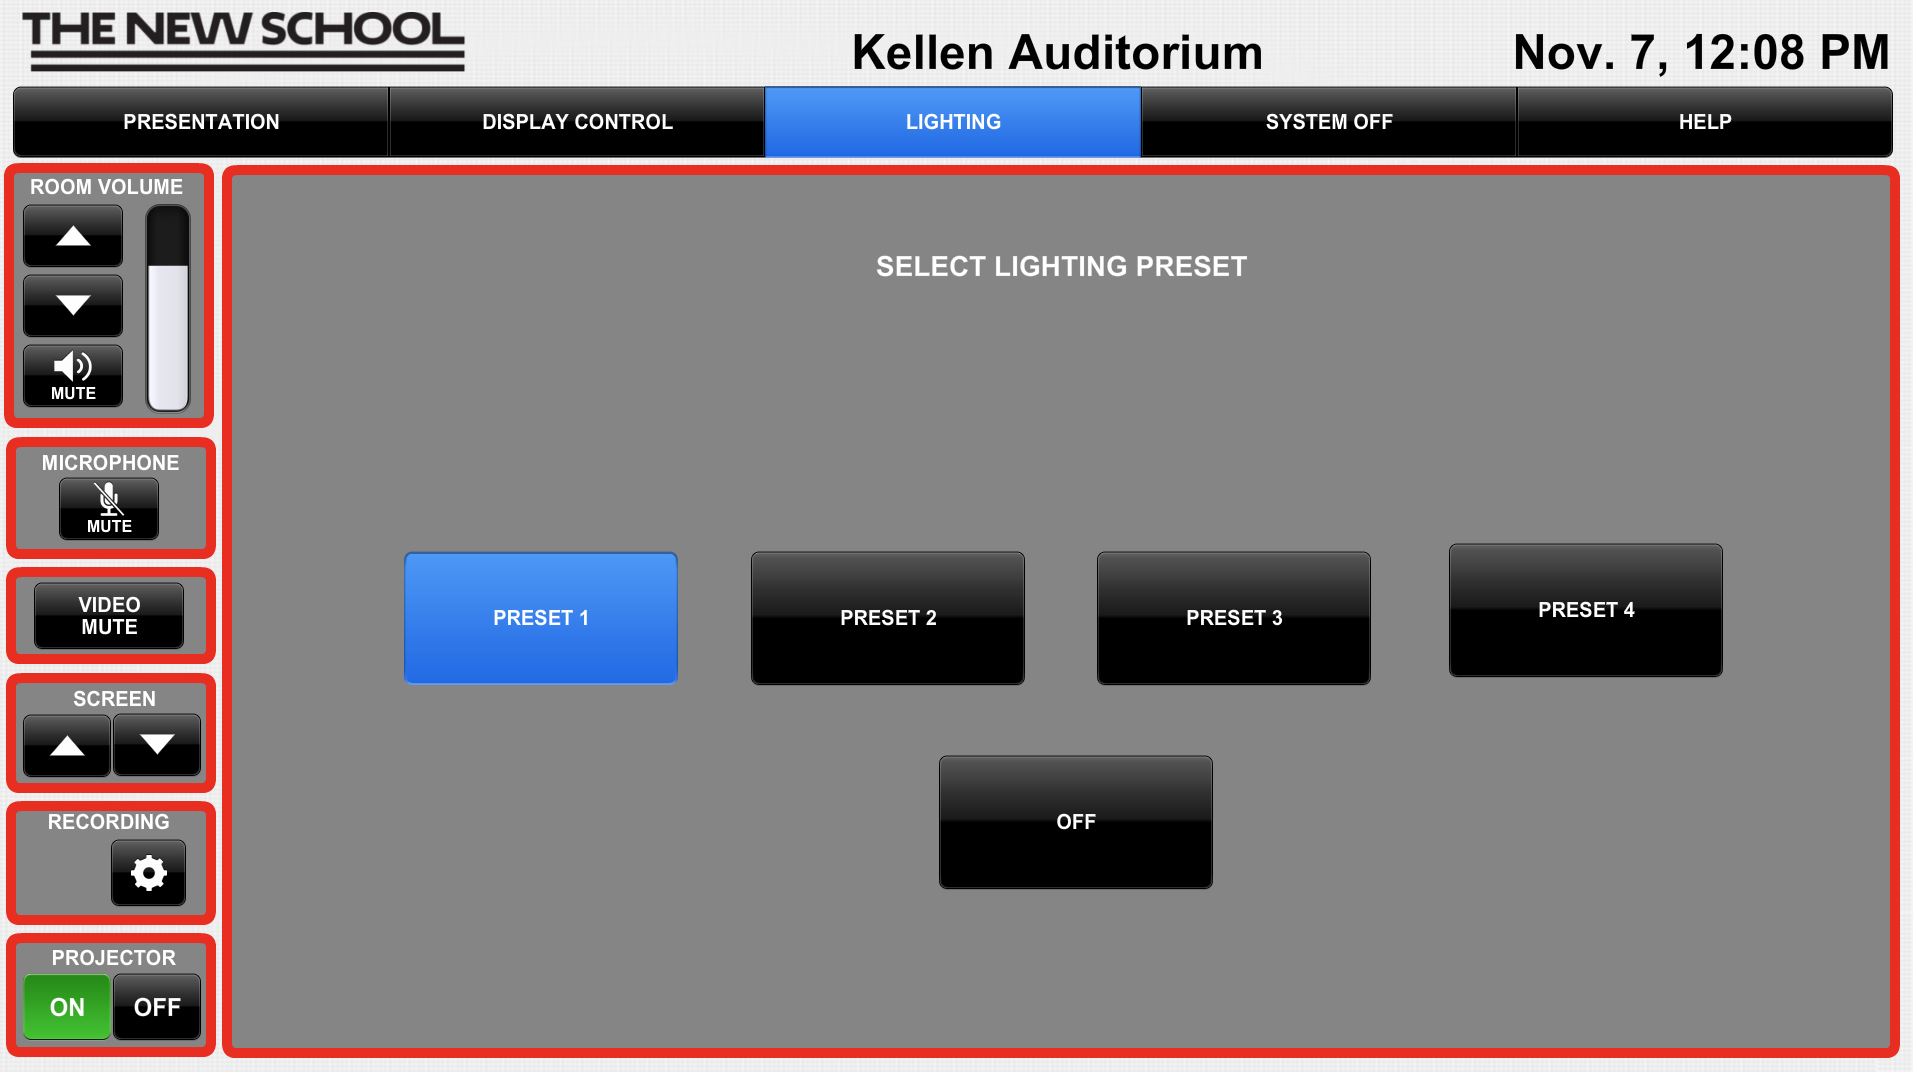 THE NEW SCHOOL
Kellen Auditorium
Nov. 7, 12:08 PM
PRESENTATION
DISPLAY CONTROL
LIGHTING
SYSTEM OFF
HELP
ROOM VOLUME
MUTE
MICROPHONE
MUTE
VIDEO
MUTE
SCREEN
RECORDING
PROJECTOR
ON
OFF
SELECT LIGHTING PRESET
PRESET 1
PRESET 2
PRESET 3
PRESET 4
OFF